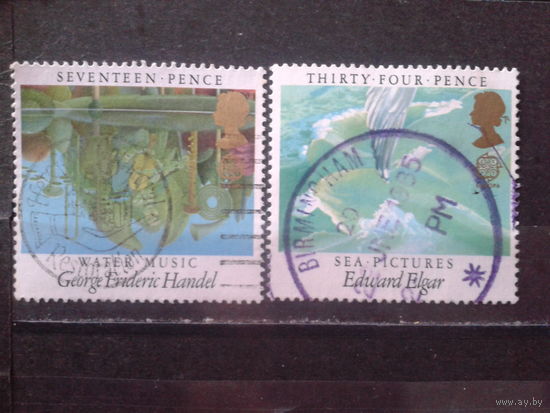 SEVENTEEN·PENCE
WATER·MUSIC
George Frideric Handel
THIRTY·FOUR·PENCE
BIRMINGHAM
PM
SEA·PICTURES
Edward Elgar
www.ay.by